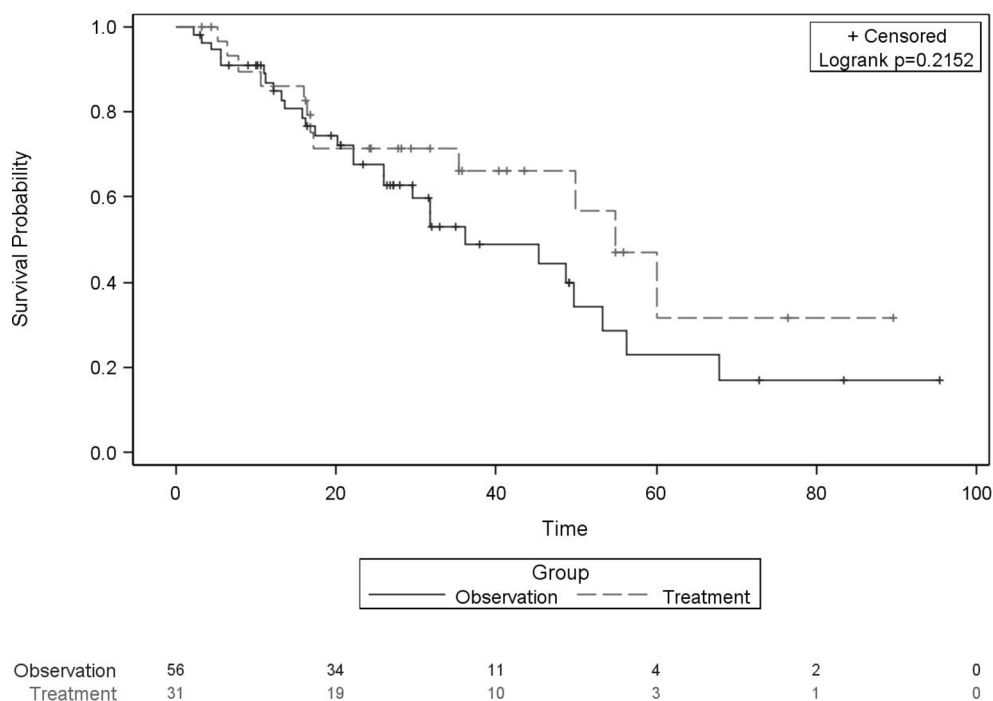 + Censored
Logrank p=0.2152
1.0
0.8
0.6
0.4
0.2
0.0
Survival Probability
0 20 40 60 80 100
Time
Group
Observation Treatment
Observation 56 34 11 4 2 0
Treatment 31 19 10 3 1 0